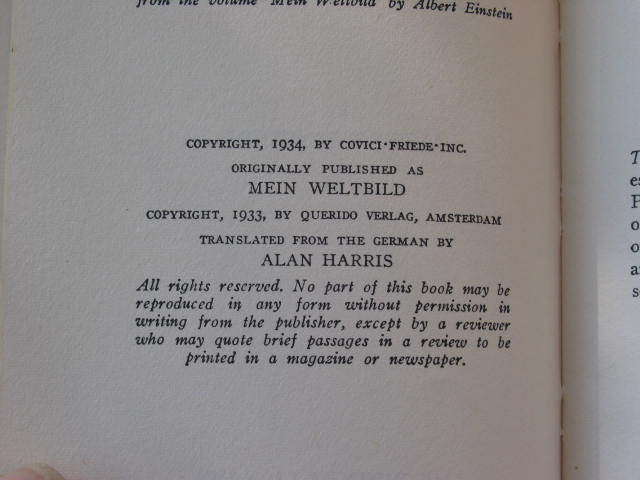 from the volume Mein Weltbild by Albert Einstein
COPYRIGHT, 1934, BY COVICI·FRIEDE·INC.
ORIGINALLY PUBLISHED AS
MEIN WELTBILD
COPYRIGHT, 1933, BY QUERIDO VERLAG, AMSTERDAM
TRANSLATED FROM THE GERMAN BY
ALAN HARRIS
All rights reserved. No part of this book may be
reproduced in any form without permission in
writing from the publisher, except by a reviewer
who may quote brief passages in a review to be
printed in a magazine or newspaper.